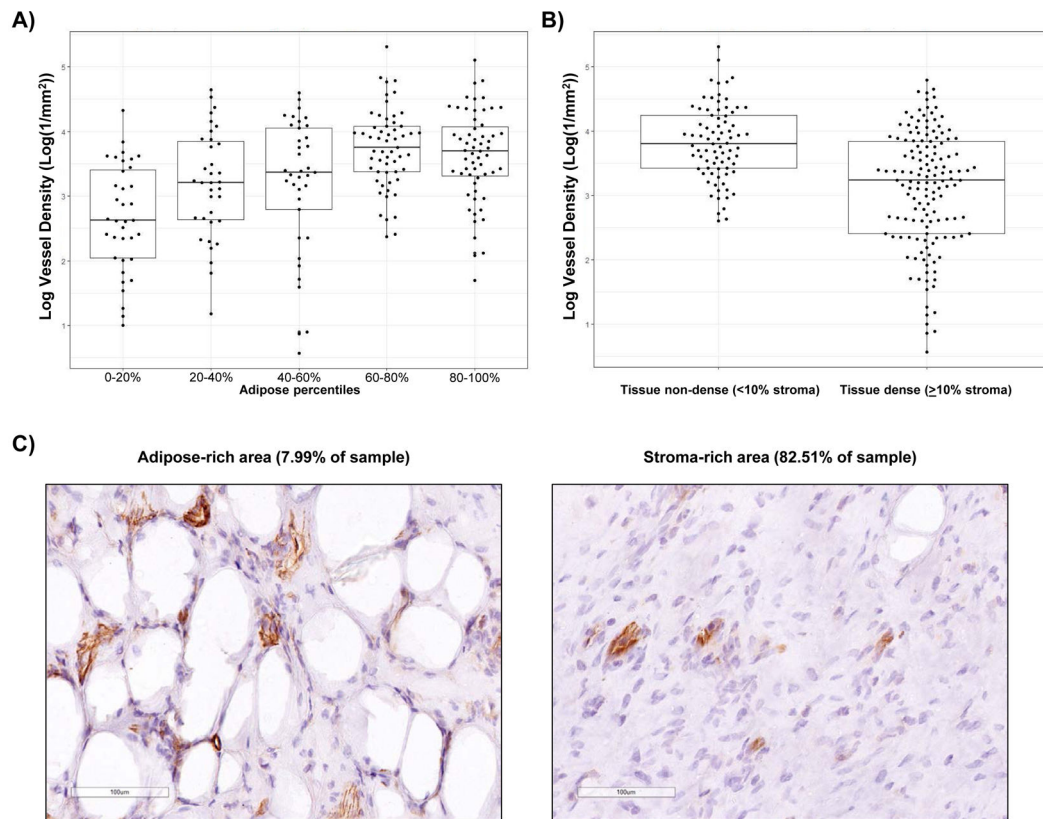 A)
B)
Log Vessel Density (Log(1/mm²))
5
4
3
2
1
0-20% 20-40% 40-60% 60-80% 80-100%
Adipose percentiles
Log Vessel Density (Log(1/mm²))
5
4
3
2
1
Tissue non-dense (<10% stroma) Tissue dense (≥10% stroma)
C)
Adipose-rich area (7.99% of sample)
Stroma-rich area (82.51% of sample)
100um
100um